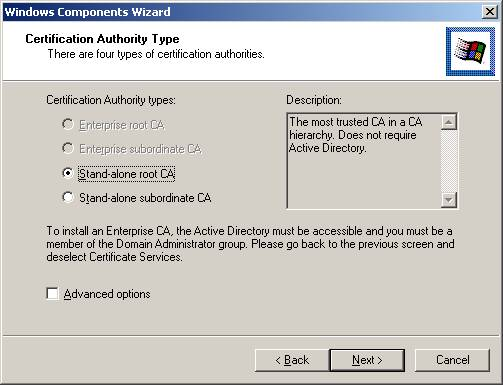 Windows Components Wizard
Certification Authority Type
There are four types of certification authorities.
Certification Authority types:
Description:
Enterprise root CA
Enterprise subordinate CA
Stand-alone root CA
Stand-alone subordinate CA
The most trusted CA in a CA
hierarchy. Does not require
Active Directory.
To install an Enterprise CA, the Active Directory must be accessible and you must be a
member of the Domain Administrator group. Please go back to the previous screen and
deselect Certificate Services.
Advanced options
< Back
Next >
Cancel